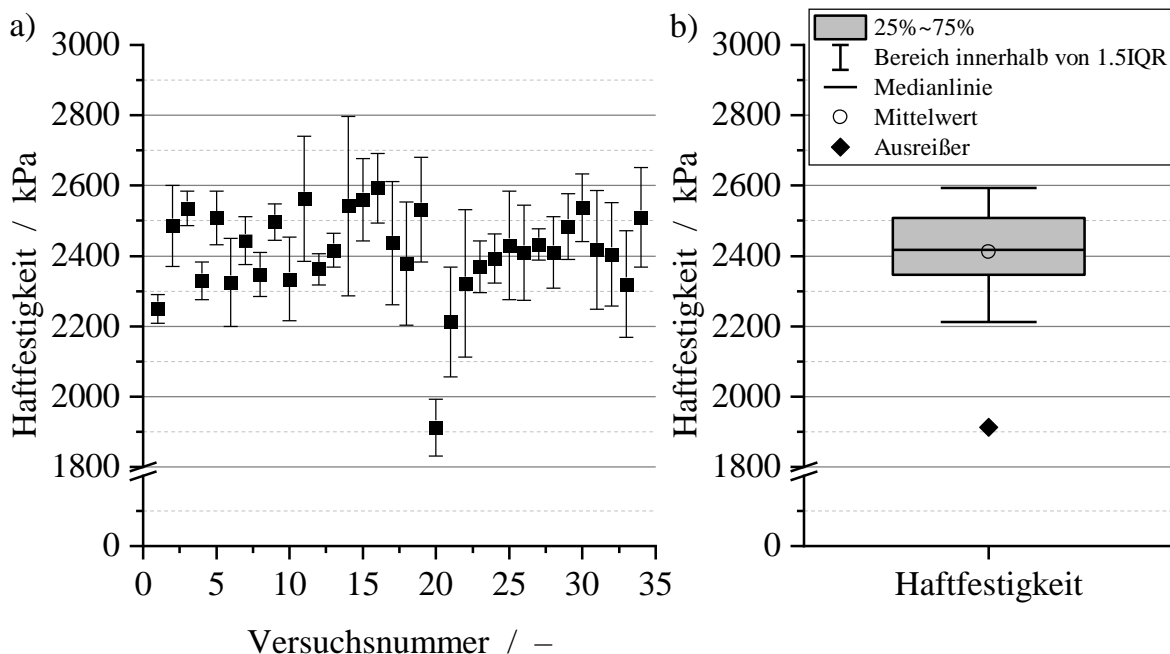 a)
3000
2800
2600
2400
2200
2000
1800
0
Haftfestigkeit / kPa
0 5 10 15 20 25 30 35
Versuchsnummer / –
b)
3000
2800
2600
2400
2200
2000
1800
0
Haftfestigkeit / kPa
25%~75%
Bereich innerhalb von 1.5IQR
Medianlinie
Mittelwert
Ausreißer
Haftfestigkeit